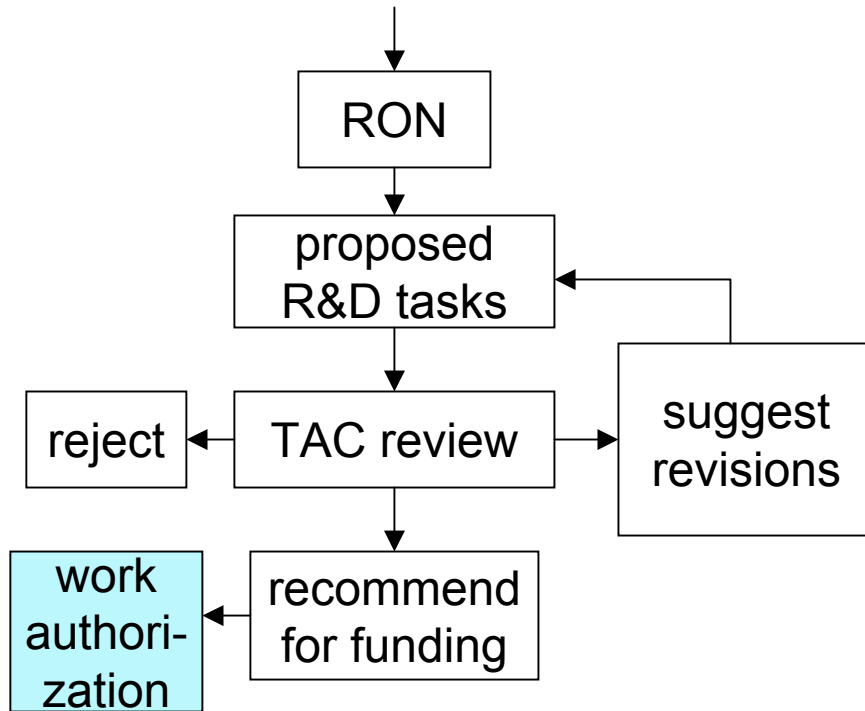 RON
proposed
R&D tasks
reject
TAC review
suggest
revisions
work
authori-
zation
recommend
for funding